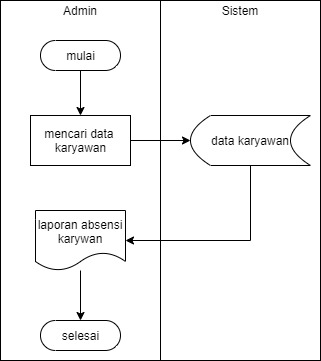 Admin
Sistem
mulai
mencari data
karyawan
data karyawan
laporan absensi
karywan
selesai